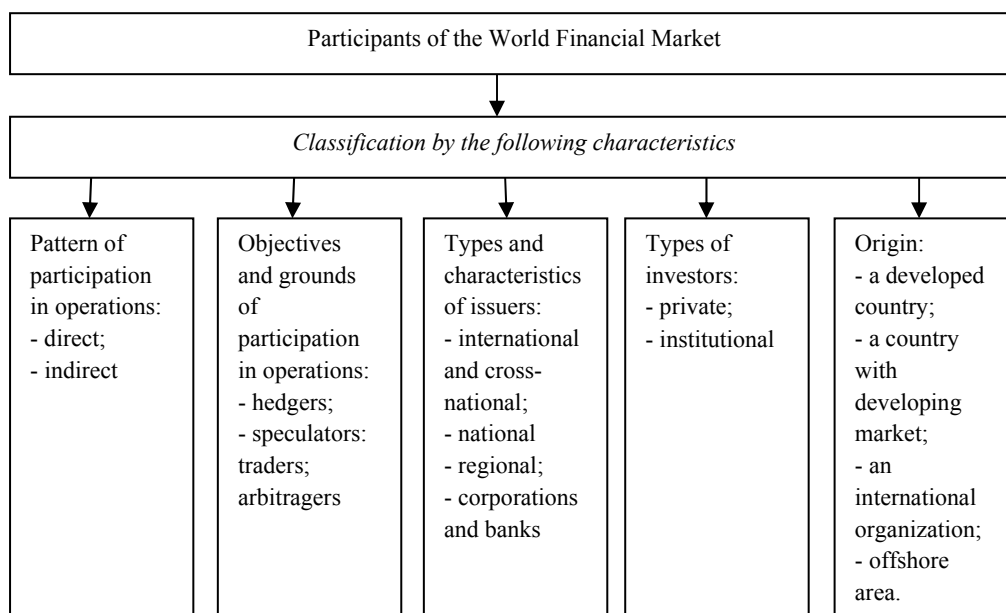 Participants of the World Financial Market
Classification by the following characteristics
Pattern of
participation
in operations:
- direct;
- indirect
Objectives
and grounds
of
participation
in operations:
- hedgers;
- speculators:
traders;
arbitragers
Types and
characteristics
of issuers:
- international
and cross-
national;
- national
- regional;
- corporations
and banks
Types of
investors:
- private;
- institutional
Origin:
- a developed
country;
- a country
with
developing
market;
- an
international
organization;
- offshore
area.